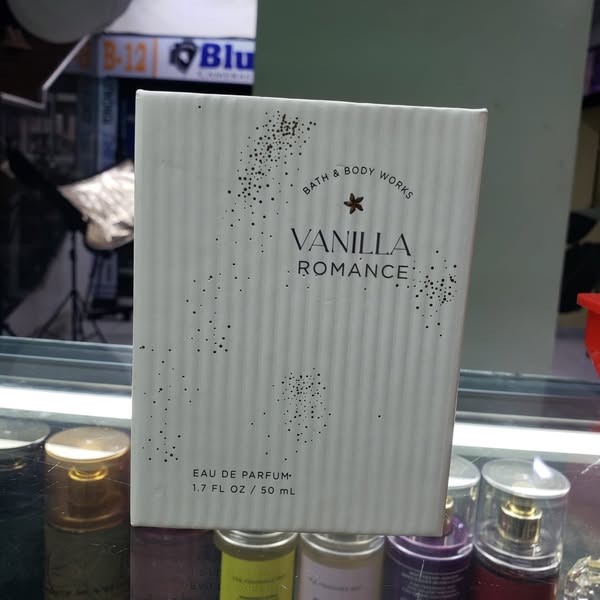 B-12
Blu
BATH & BODY WORKS
VANILLA
ROMANCE
EAU DE PARFUM
1.7 FL OZ / 50 mL